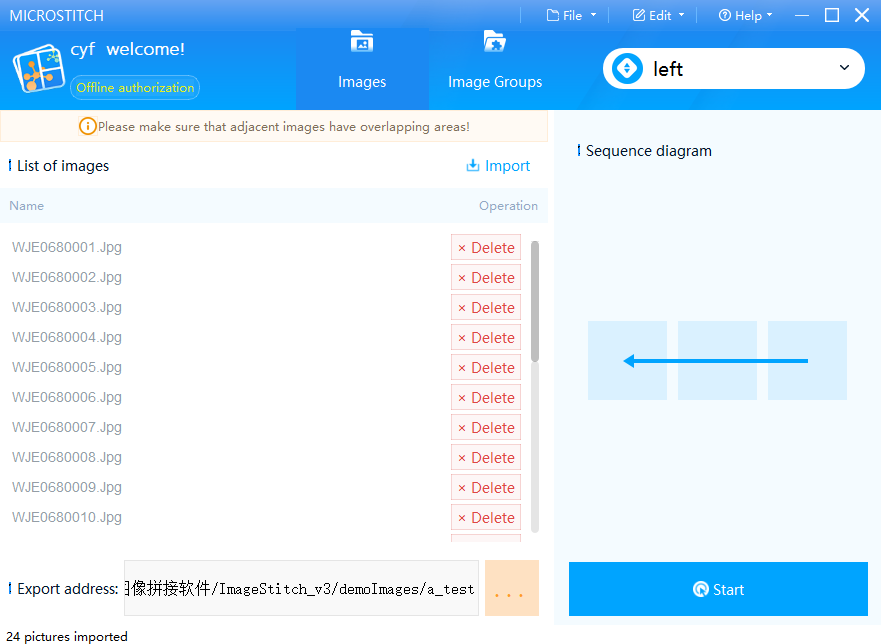 MICROSTITCH
File
Edit
Help
cyf welcome!
Offline authorization
Images
Image Groups
left
Please make sure that adjacent images have overlapping areas!
List of images
Import
Sequence diagram
Name
Operation
WJE0680001.Jpg
× Delete
WJE0680002.Jpg
× Delete
WJE0680003.Jpg
× Delete
WJE0680004.Jpg
× Delete
WJE0680005.Jpg
× Delete
WJE0680006.Jpg
× Delete
WJE0680007.Jpg
× Delete
WJE0680008.Jpg
× Delete
WJE0680009.Jpg
× Delete
WJE0680010.Jpg
× Delete
Export address:
像拼接软件/ImageStitch_v3/demoImages/a_test
...
Start
24 pictures imported